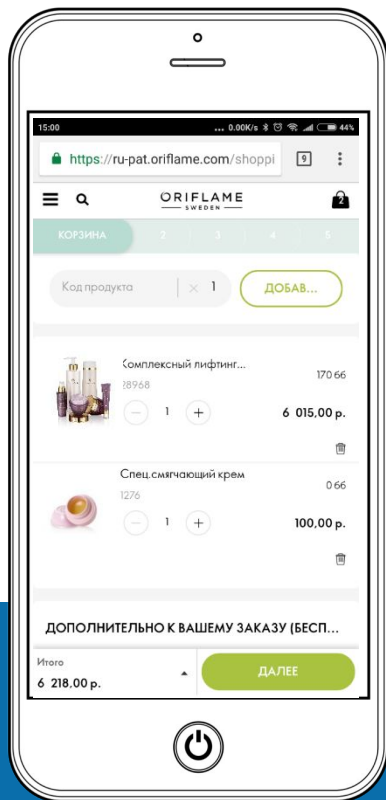 15:00 ... 0.00K/s 44%
https://ru-pat.oriflame.com/shoppi 9
ORIFLAME 2
SWEDEN
КОРЗИНА 2 3 4 5
Код продукта × 1 ДОБАВ...
Комплексный лифтинг... 170 бб
28968
− 1 + 6 015,00 р.
Спец.смягчающий крем 0 бб
1276
− 1 + 100,00 р.
ДОПОЛНИТЕЛЬНО К ВАШЕМУ ЗАКАЗУ (БЕСП...
Итого
6 218,00 р. ДАЛЕЕ